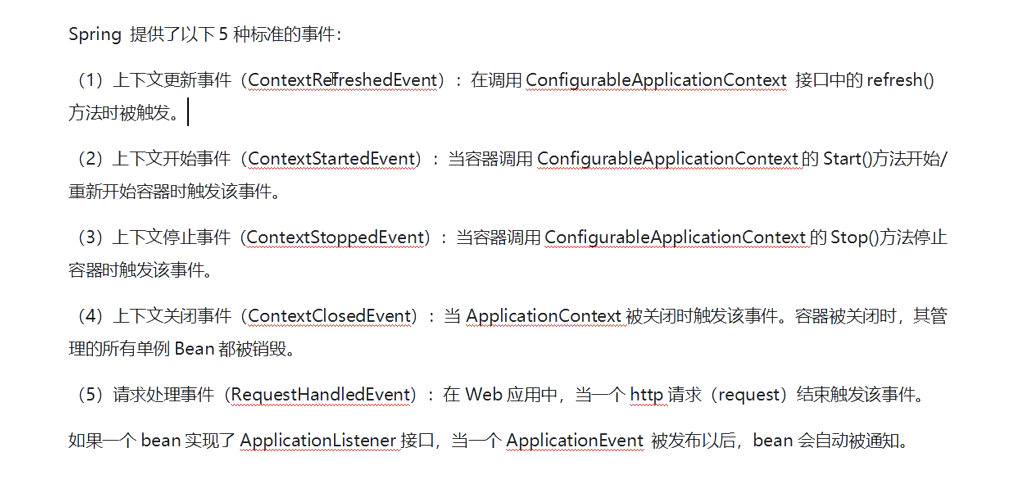 Spring 提供了以下 5 种标准的事件：
（1）上下文更新事件（ContextRefreshedEvent）：在调用 ConfigurableApplicationContext 接口中的 refresh()
方法时被触发。
（2）上下文开始事件（ContextStartedEvent）：当容器调用 ConfigurableApplicationContext 的 Start()方法开始/
重新开始容器时触发该事件。
（3）上下文停止事件（ContextStoppedEvent）：当容器调用 ConfigurableApplicationContext 的 Stop()方法停止
容器时触发该事件。
（4）上下文关闭事件（ContextClosedEvent）：当 ApplicationContext 被关闭时触发该事件。容器被关闭时，其管
理的所有单例 Bean 都被销毁。
（5）请求处理事件（RequestHandledEvent）：在 Web 应用中，当一个 http 请求（request）结束触发该事件。
如果一个 bean 实现了 ApplicationListener 接口，当一个 ApplicationEvent 被发布以后，bean 会自动被通知。